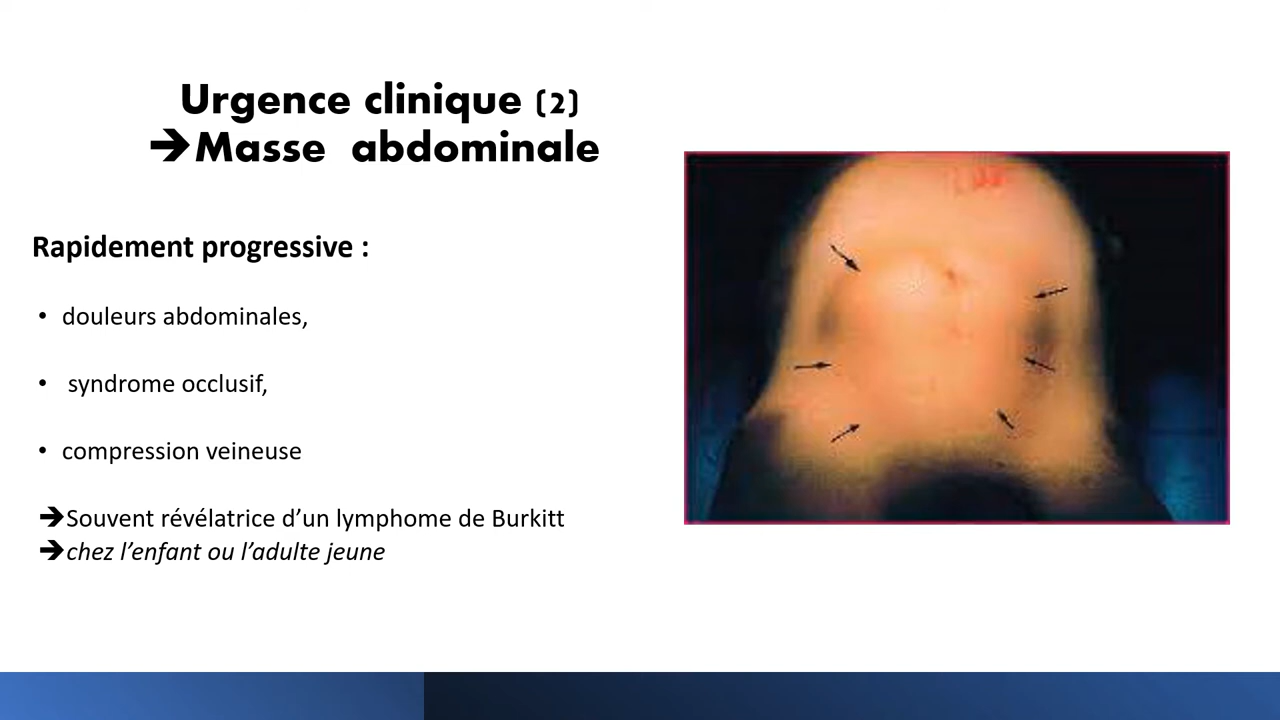 Urgence clinique (2)
➔Masse abdominale
Rapidement progressive :
• douleurs abdominales,
• syndrome occlusif,
• compression veineuse
➔Souvent révélatrice d’un lymphome de Burkitt
➔chez l’enfant ou l’adulte jeune